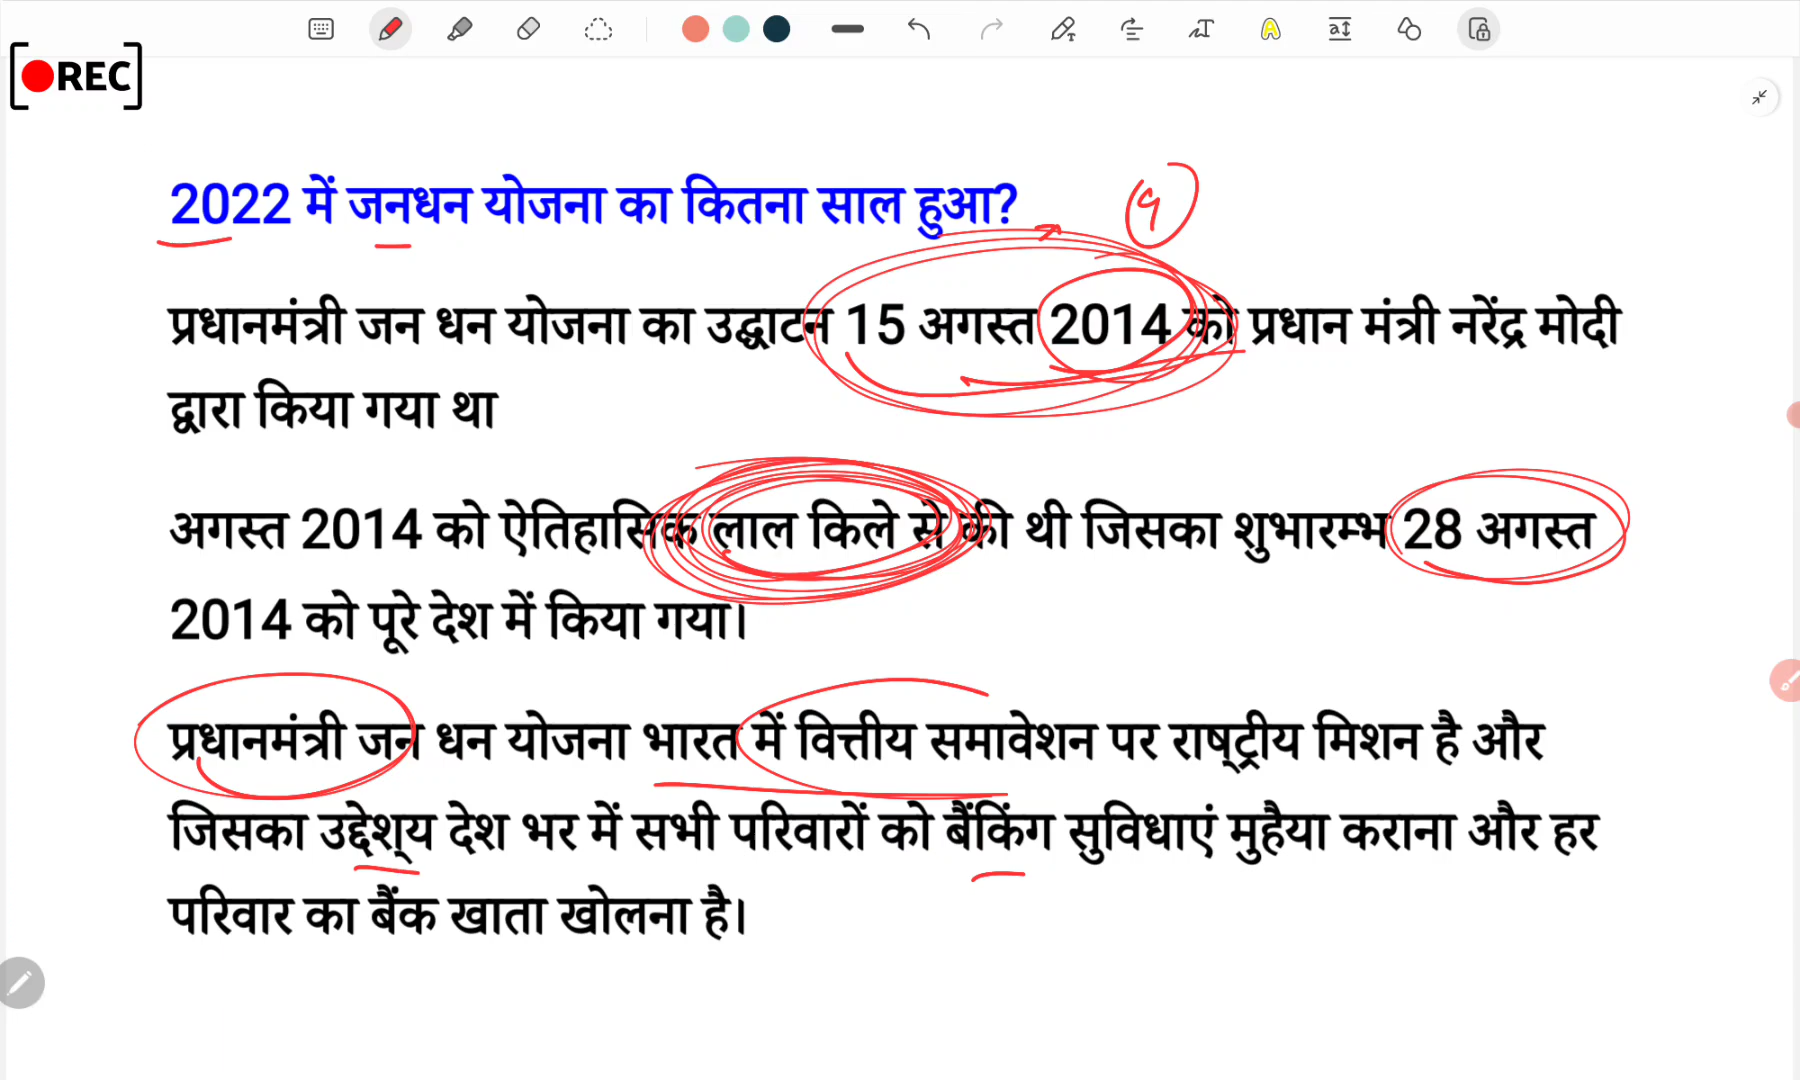 REC
2022 में जनधन योजना का कितना साल हुआ?
प्रधानमंत्री जन धन योजना का उद्घाटन 15 अगस्त 2014 को प्रधान मंत्री नरेंद्र मोदी
द्वारा किया गया था
अगस्त 2014 को ऐतिहासिक लाल किले से की थी जिसका शुभारम्भ 28 अगस्त
2014 को पूरे देश में किया गया।
प्रधानमंत्री जन धन योजना भारत में वित्तीय समावेशन पर राष्ट्रीय मिशन है और
जिसका उद्देश्य देश भर में सभी परिवारों को बैंकिंग सुविधाएं मुहैया कराना और हर
परिवार का बैंक खाता खोलना है।